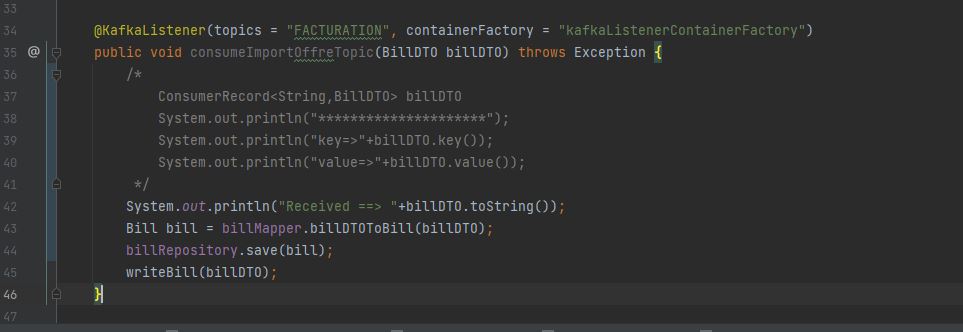 33
34 @KafkaListener(topics = "FACTURATION", containerFactory = "kafkaListenerContainerFactory")
35 @ public void consumeImportOffreTopic(BillDTO billDTO) throws Exception {
36 /*
37 ConsumerRecord<String,BillDTO> billDTO
38 System.out.println("*********************");
39 System.out.println("key=>"+billDTO.key());
40 System.out.println("value=>"+billDTO.value());
41 */
42 System.out.println("Received ==> "+billDTO.toString());
43 Bill bill = billMapper.billDTOToBill(billDTO);
44 billRepository.save(bill);
45 writeBill(billDTO);
46 }
47